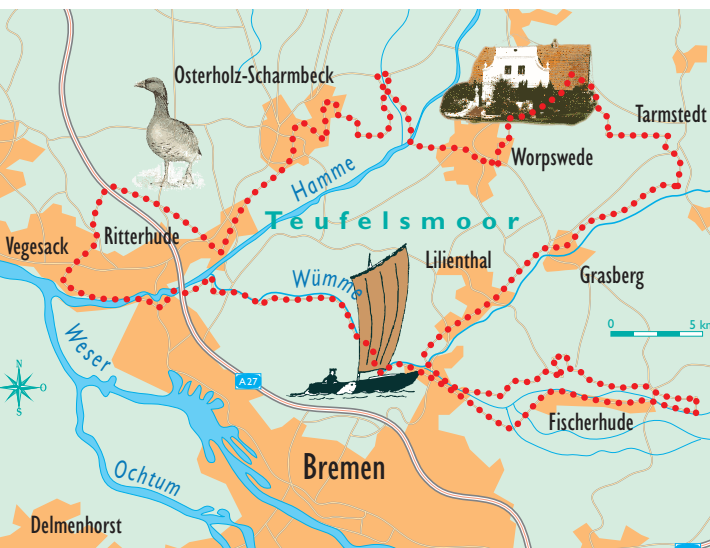 Osterholz-Scharmbeck
Tarmstedt
Worpswede
Hamme
Teufelsmoor
Ritterhude
Vegesack
Lilienthal
Wümme
Grasberg
0 5 km
Weser
N
O
S
A 27
Fischerhude
Bremen
Ochtum
Delmenhorst